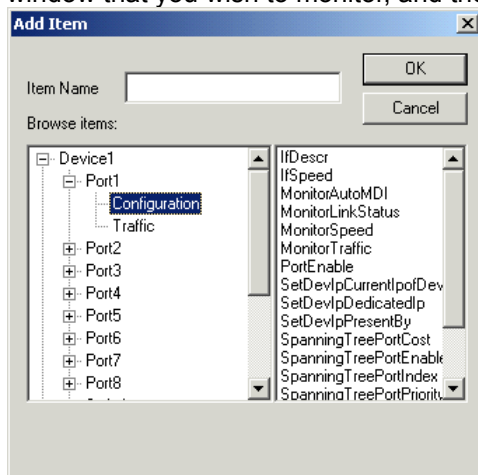 window that you wish to monitor, and the
Add Item
OK
Item Name
Cancel
Browse items:
Device1
Port1
Configuration
Traffic
Port2
Port3
Port4
Port5
Port6
Port7
Port8
IfDescr
IfSpeed
MonitorAutoMDI
MonitorLinkStatus
MonitorSpeed
MonitorTraffic
PortEnable
SetDevIpCurrentIpofDev
SetDevIpDedicatedIp
SetDevIpPresentBy
SpanningTreePortCost
SpanningTreePortEnable
SpanningTreePortIndex
SpanningTreePortPriority